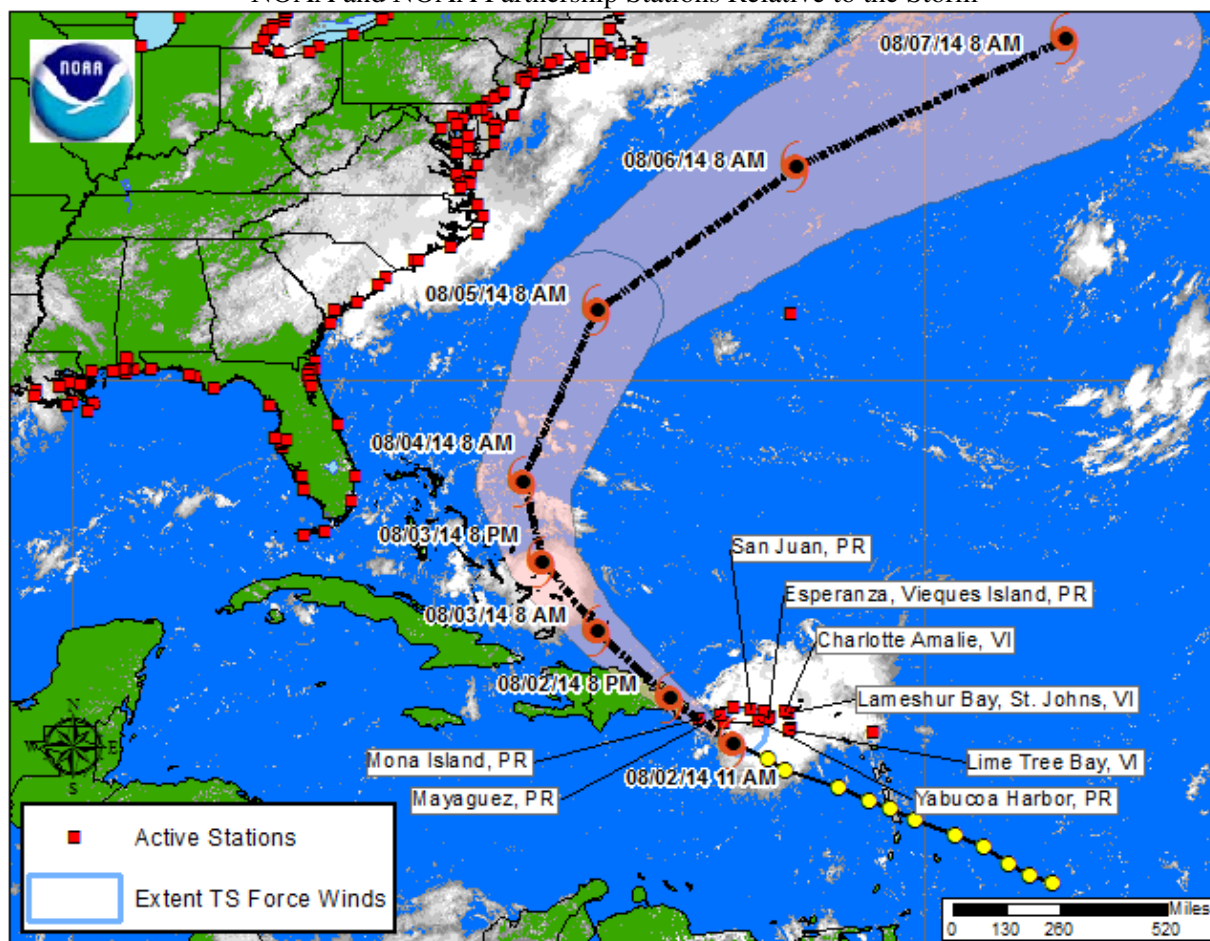 NOAA and NOAA Partnership Stations Relative to the Storm
NOAA
08/07/14 8 AM
08/06/14 8 AM
08/05/14 8 AM
08/04/14 8 AM
08/03/14 8 PM
San Juan, PR
Esperanza, Vieques Island, PR
08/03/14 8 AM
Charlotte Amalie, VI
08/02/14 8 PM
Lameshur Bay, St. Johns, VI
N
W
E
S
Mona Island, PR
Lime Tree Bay, VI
08/02/14 11 AM
Mayaguez, PR
Yabucoa Harbor, PR
Active Stations
Extent TS Force Winds
Miles
0 130 260 520